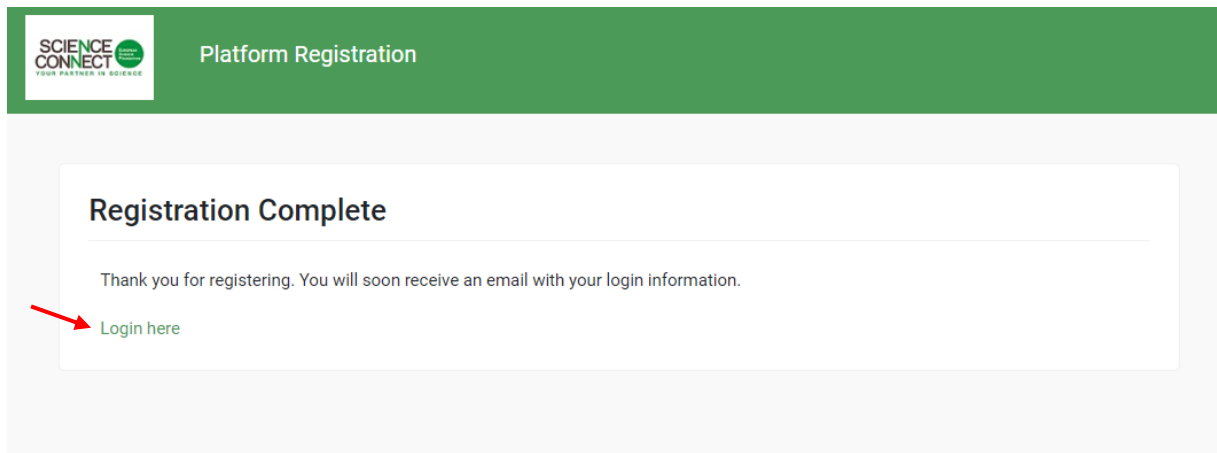 SCIENCE
CONNECT
YOUR PARTNER IN SCIENCE
Platform Registration
Registration Complete
Thank you for registering. You will soon receive an email with your login information.
Login here